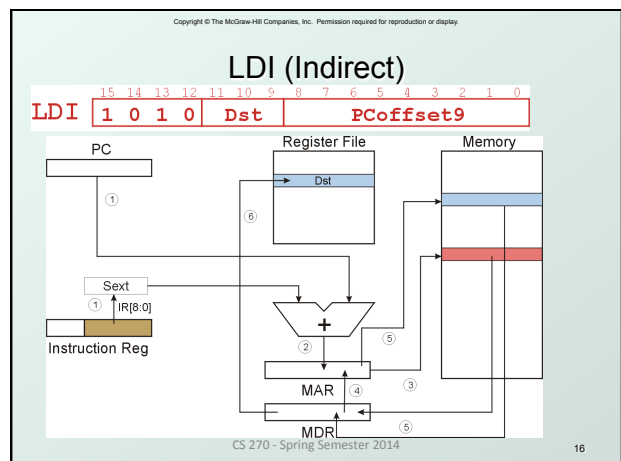 Copyright © The McGraw-Hill Companies, Inc. Permission required for reproduction or display.
LDI (Indirect)
15 14 13 12 11 10 9 8 7 6 5 4 3 2 1 0
LDI 1 0 1 0 Dst PCoffset9
PC Register File Memory
Dst
1
6
Sext
1 IR[8:0]
+
5
Instruction Reg
2
3
MAR 4
MDR 5
CS 270 - Spring Semester 2014
16